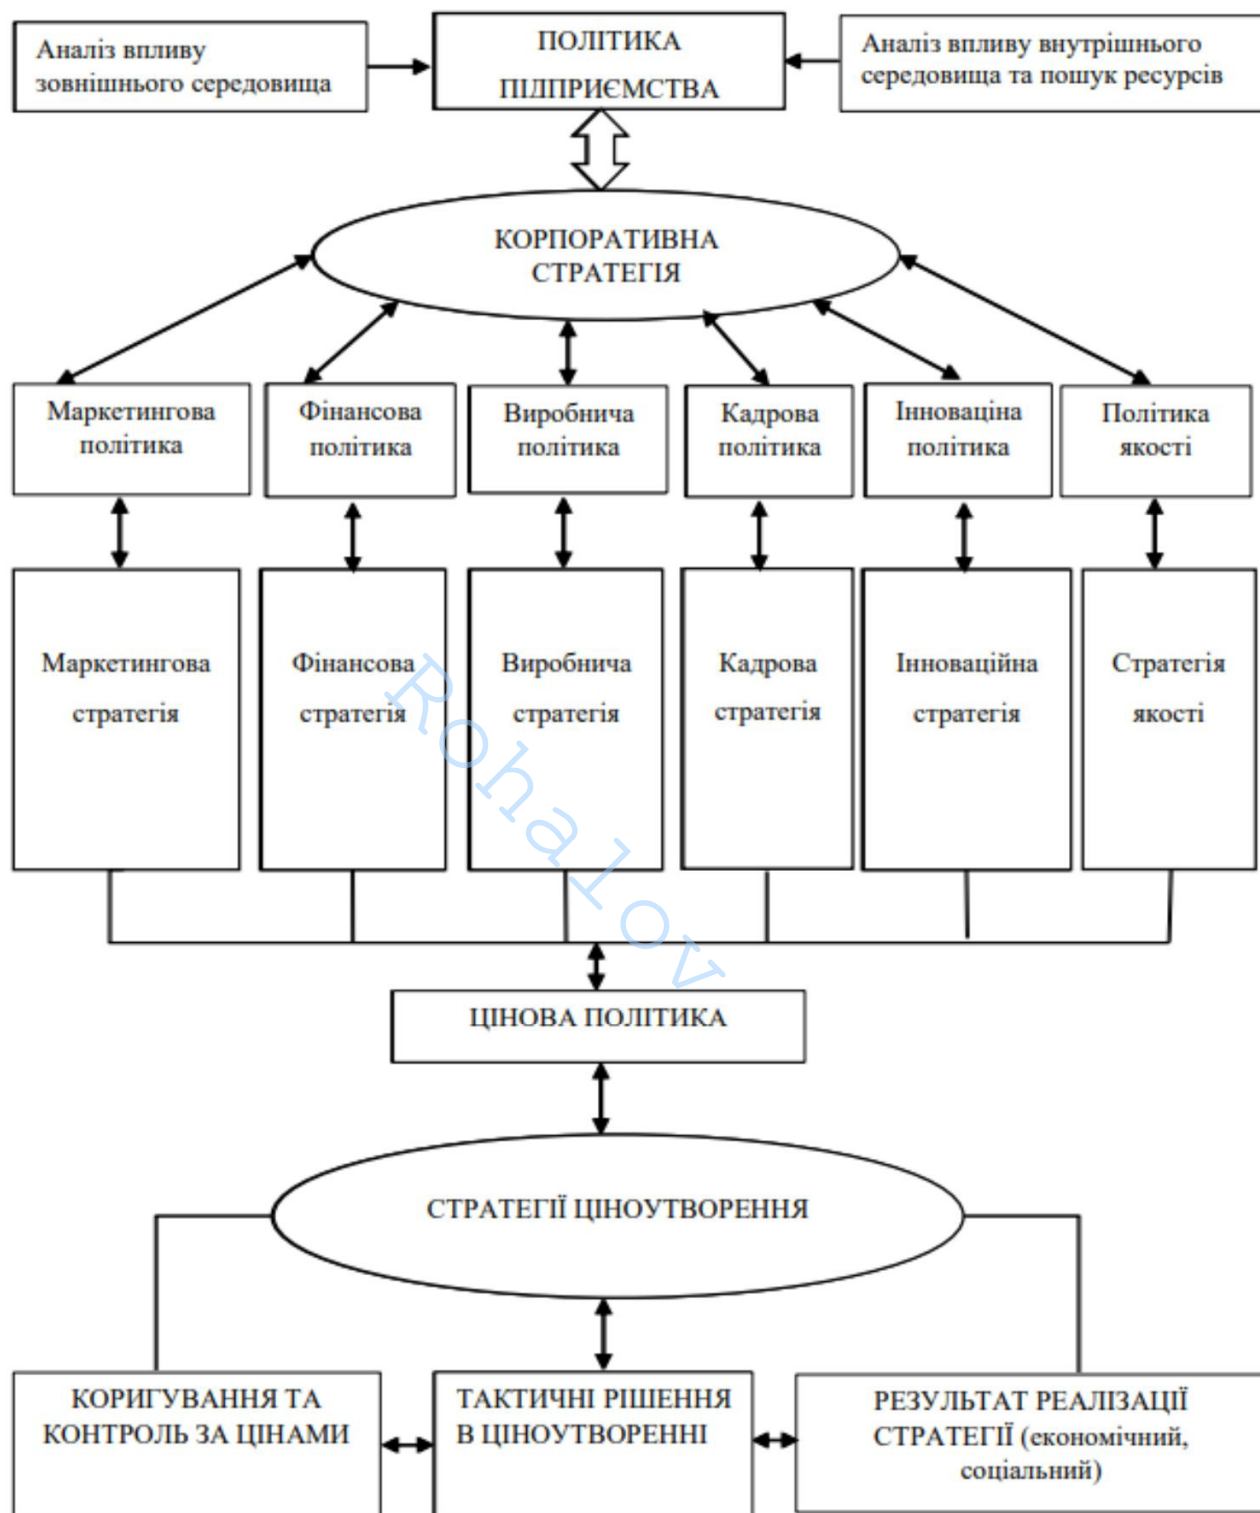 Аналіз впливу
зовнішнього середовища
ПОЛІТИКА
ПІДПРИЄМСТВА
Аналіз впливу внутрішнього
середовища та пошук ресурсів
КОРПОРАТИВНА
СТРАТЕГІЯ
Маркетингова
політика
Фінансова
політика
Виробнича
політика
Кадрова
політика
Інноваціна
політика
Політика
якості
Маркетингова
стратегія
Фінансова
стратегія
Виробнича
стратегія
Кадрова
стратегія
Інноваційна
стратегія
Стратегія
якості
Rohalov
ЦІНОВА ПОЛІТИКА
СТРАТЕГІЇ ЦІНОУТВОРЕННЯ
КОРИГУВАННЯ ТА
КОНТРОЛЬ ЗА ЦІНАМИ
ТАКТИЧНІ РІШЕННЯ
В ЦІНОУТВОРЕННІ
РЕЗУЛЬТАТ РЕАЛІЗАЦІЇ
СТРАТЕГІЇ (економічний,
соціальний)